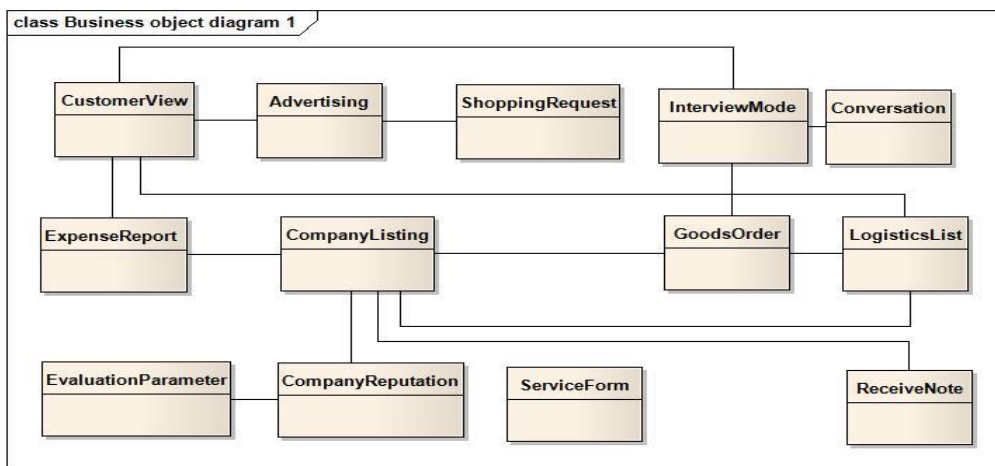 class Business object diagram 1
CustomerView
Advertising
ShoppingRequest
InterviewMode
Conversation
ExpenseReport
CompanyListing
GoodsOrder
LogisticsList
EvaluationParameter
CompanyReputation
ServiceForm
ReceiveNote